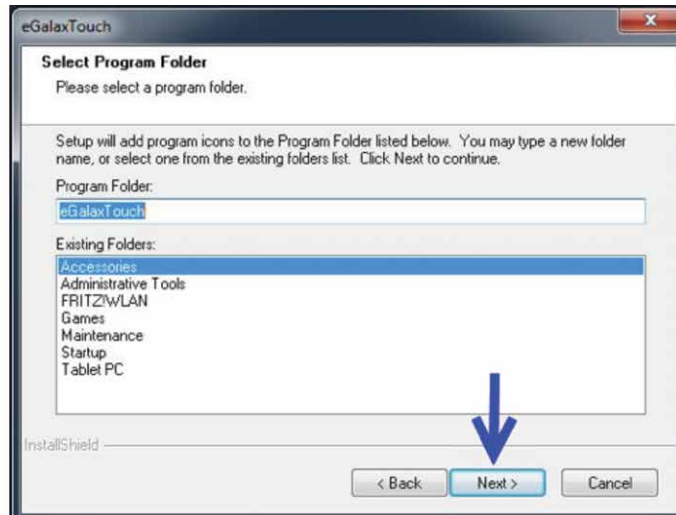 eGalaxTouch
Select Program Folder
Please select a program folder.
Setup will add program icons to the Program Folder listed below. You may type a new folder
name, or select one from the existing folders list. Click Next to continue.
Program Folder:
eGalaxTouch
Existing Folders:
Accessories
Administrative Tools
FRITZ!WLAN
Games
Maintenance
Startup
Tablet PC
InstallShield
< Back Next > Cancel